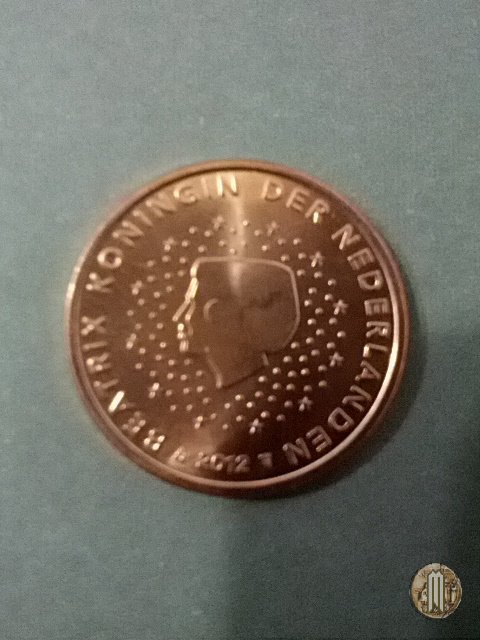 BEATRIX KONINGIN DER NEDERLANDEN
2012